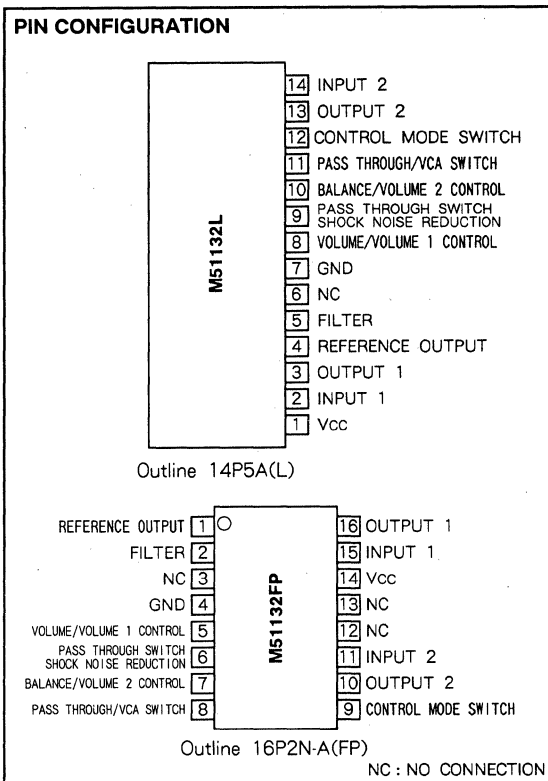 PIN CONFIGURATION
M51132L
14 INPUT 2
13 OUTPUT 2
12 CONTROL MODE SWITCH
11 PASS THROUGH/VCA SWITCH
10 BALANCE/VOLUME 2 CONTROL
9 PASS THROUGH SWITCH
SHOCK NOISE REDUCTION
8 VOLUME/VOLUME 1 CONTROL
7 GND
6 NC
5 FILTER
4 REFERENCE OUTPUT
3 OUTPUT 1
2 INPUT 1
1 Vcc
Outline 14P5A(L)
REFERENCE OUTPUT 1
FILTER 2
NC 3
GND 4
VOLUME/VOLUME 1 CONTROL 5
PASS THROUGH SWITCH
SHOCK NOISE REDUCTION 6
BALANCE/VOLUME 2 CONTROL 7
PASS THROUGH/VCA SWITCH 8
M51132FP
16 OUTPUT 1
15 INPUT 1
14 Vcc
13 NC
12 NC
11 INPUT 2
10 OUTPUT 2
9 CONTROL MODE SWITCH
Outline 16P2N-A(FP)
NC : NO CONNECTION